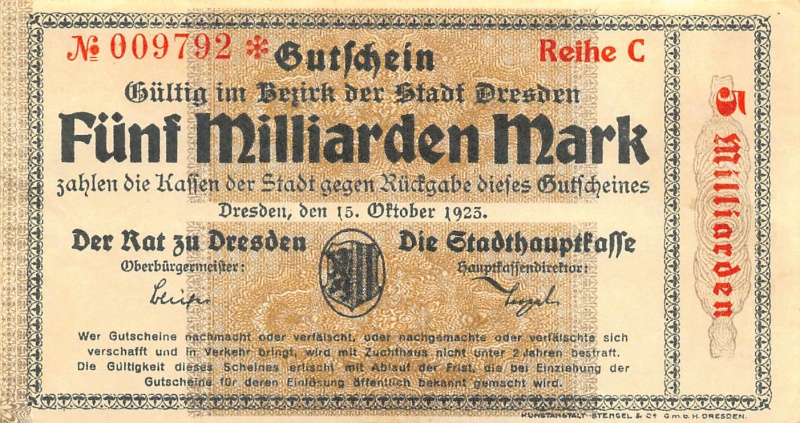 № 009792 * Gutschein Reihe C
Gültig im Bezirk der Stadt Dresden
Fünf Milliarden Mark
zahlen die Kassen der Stadt gegen Rückgabe dieses Gutscheines
Dresden, den 15. Oktober 1923.
Der Rat zu Dresden Die Stadthauptkasse
Oberbürgermeister: Hauptkassendirektor:
Wer Gutscheine nachmacht oder verfälscht, oder nachgemachte oder verfälschte sich
verschafft und in Verkehr bringt, wird mit Zuchthaus nicht unter 2 Jahren bestraft.
Die Gültigkeit dieses Scheines erlischt mit Ablauf der Frist, die bei Einziehung der
Gutscheine für deren Einlösung öffentlich bekannt gemacht wird.
5 Milliarden
KUNSTANSTALT STENGEL & Co G.m.b.H. DRESDEN.